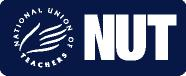 NATIONAL UNION OF TEACHERS
NUT